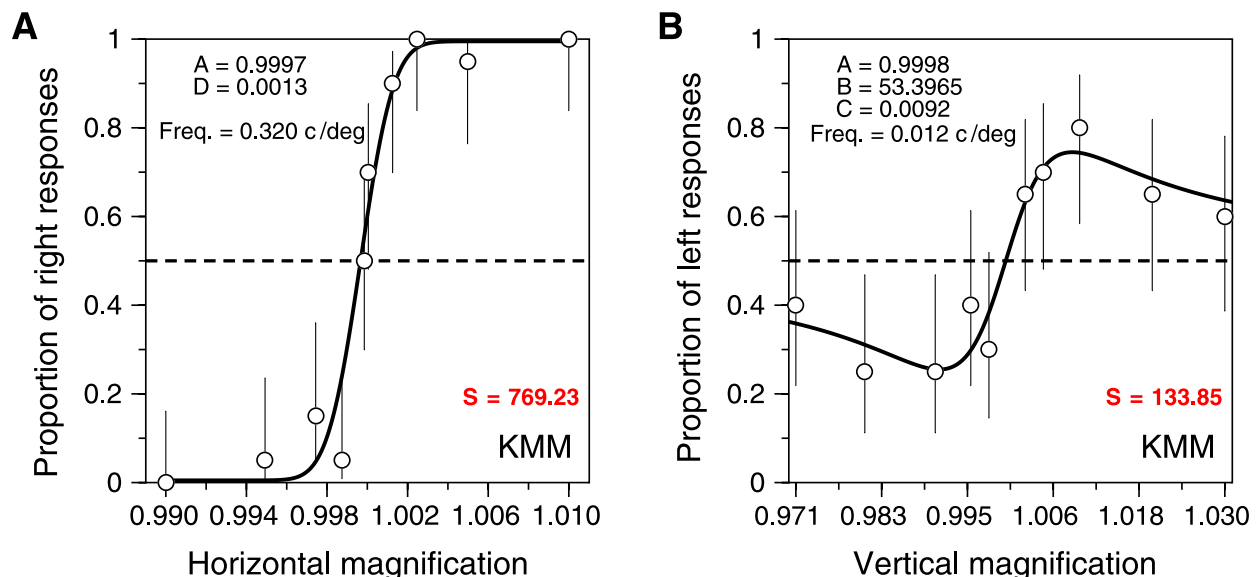 A
Proportion of right responses
1
0.8
0.6
0.4
0.2
0
A = 0.9997
D = 0.0013
Freq. = 0.320 c/deg
S = 769.23
KMM
0.990 0.994 0.998 1.002 1.006 1.010
Horizontal magnification
B
Proportion of left responses
1
0.8
0.6
0.4
0.2
0
A = 0.9998
B = 53.3965
C = 0.0092
Freq. = 0.012 c/deg
S = 133.85
KMM
0.971 0.983 0.995 1.006 1.018 1.030
Vertical magnification